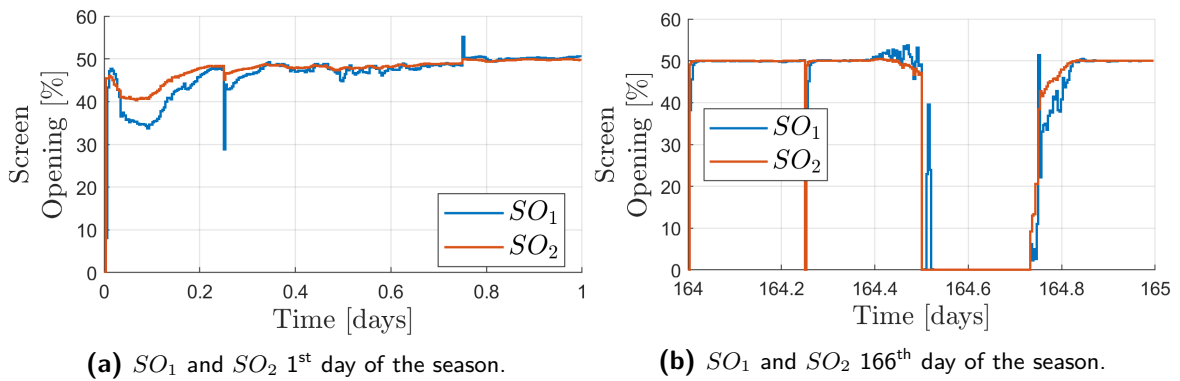 60
50
40
30
20
10
0
Screen
Opening [%]
SO₁
SO₂
0 0.2 0.4 0.6 0.8 1
Time [days]
(a) SO₁ and SO₂ 1ˢᵗ day of the season.
60
50
40
30
20
10
0
Screen
Opening [%]
SO₁
SO₂
164 164.2 164.4 164.6 164.8 165
Time [days]
(b) SO₁ and SO₂ 166ᵗʰ day of the season.